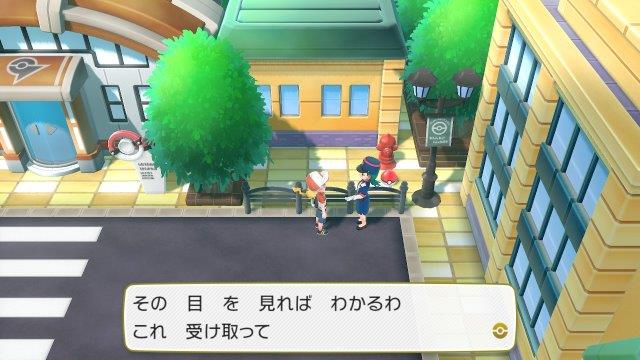 その　目　を　見れば　わかるわ
これ　受け取って